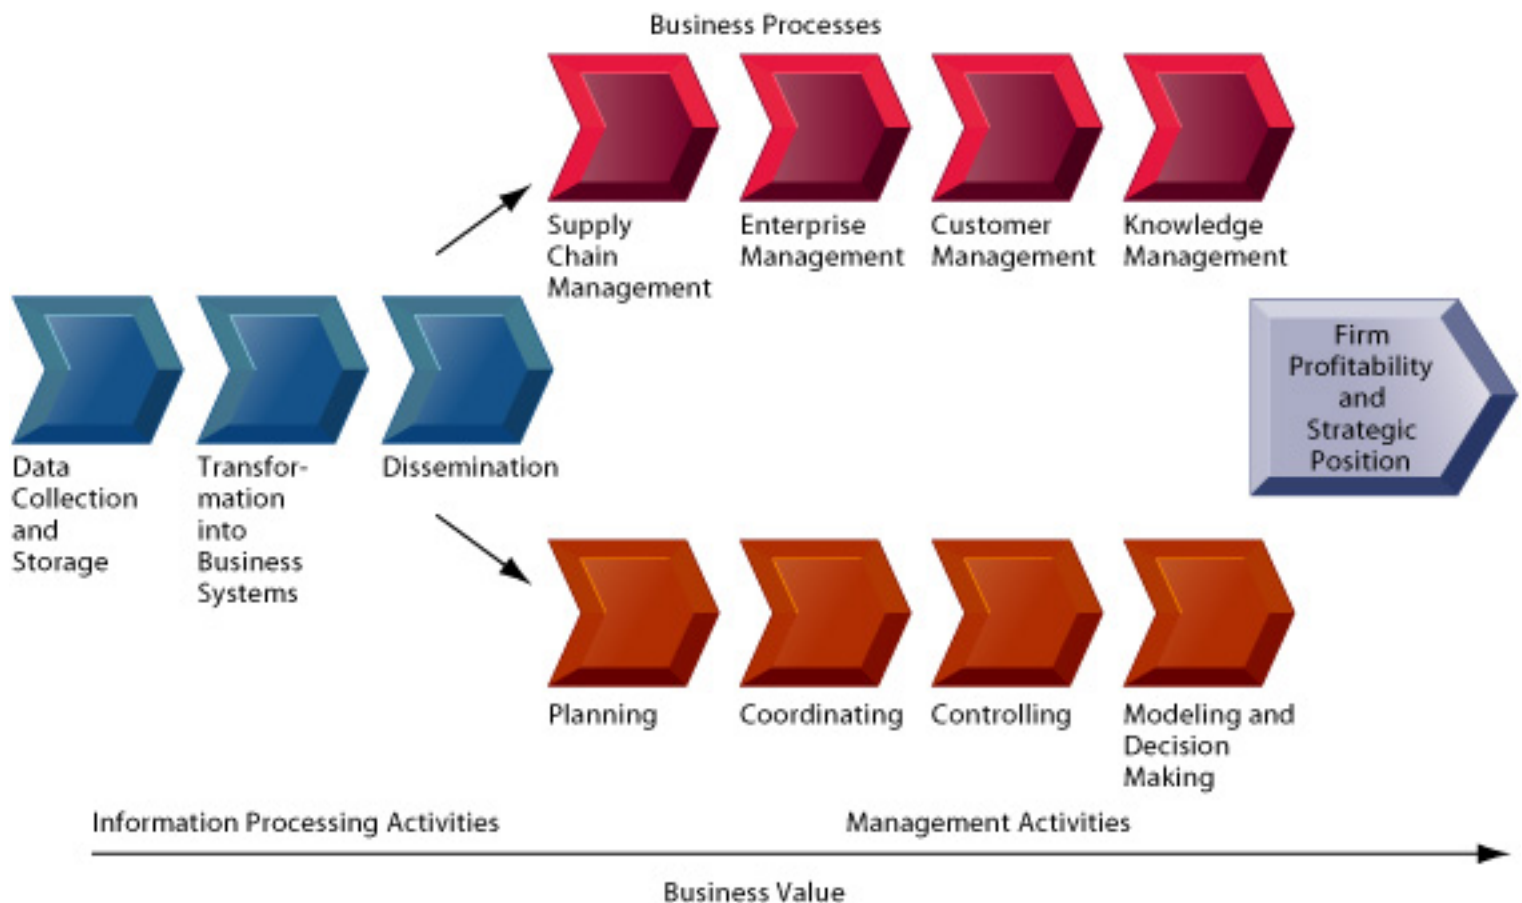 Business Processes
Supply
Chain
Management
Enterprise
Management
Customer
Management
Knowledge
Management
Data
Collection
and
Storage
Transfor-
mation
into
Business
Systems
Dissemination
Firm
Profitability
and
Strategic
Position
Planning
Coordinating
Controlling
Modeling and
Decision
Making
Information Processing Activities
Management Activities
Business Value